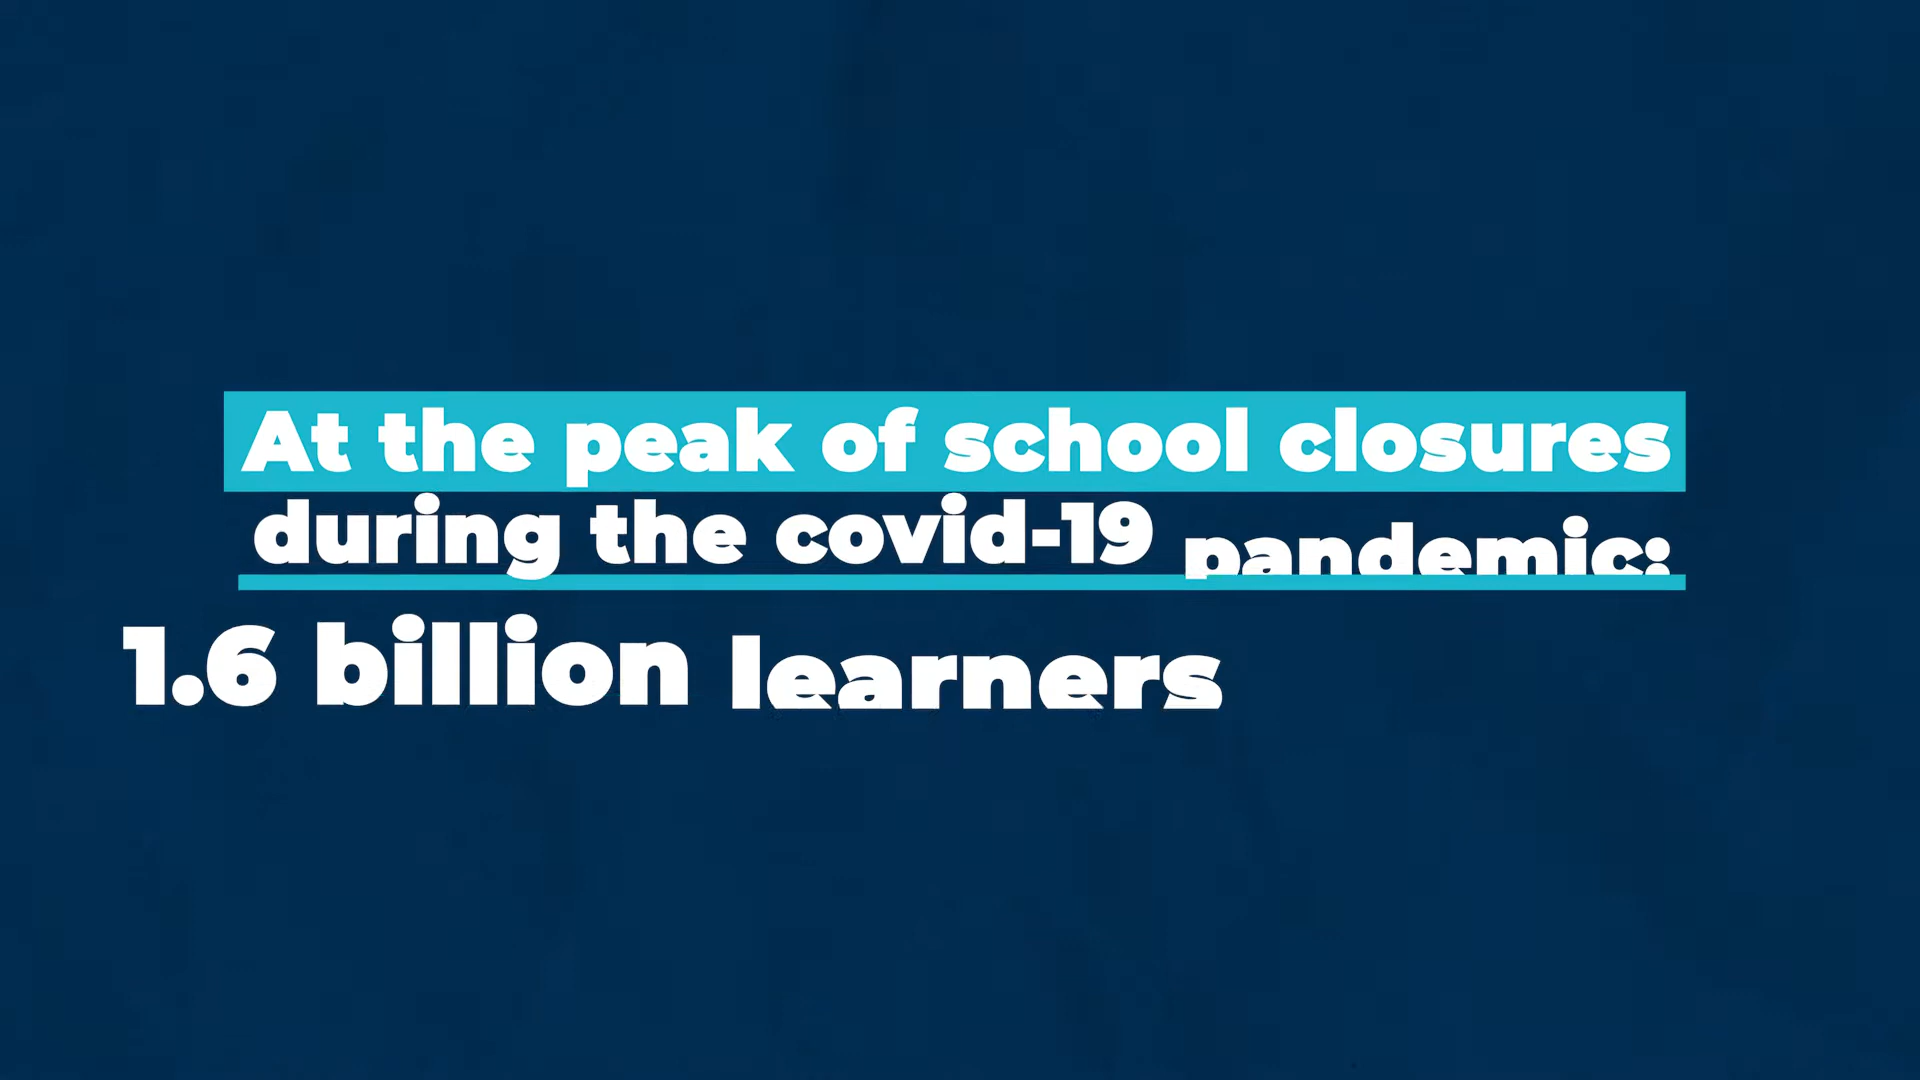 At the peak of school closures
during the covid-19 pandemic:
1.6 billion learners